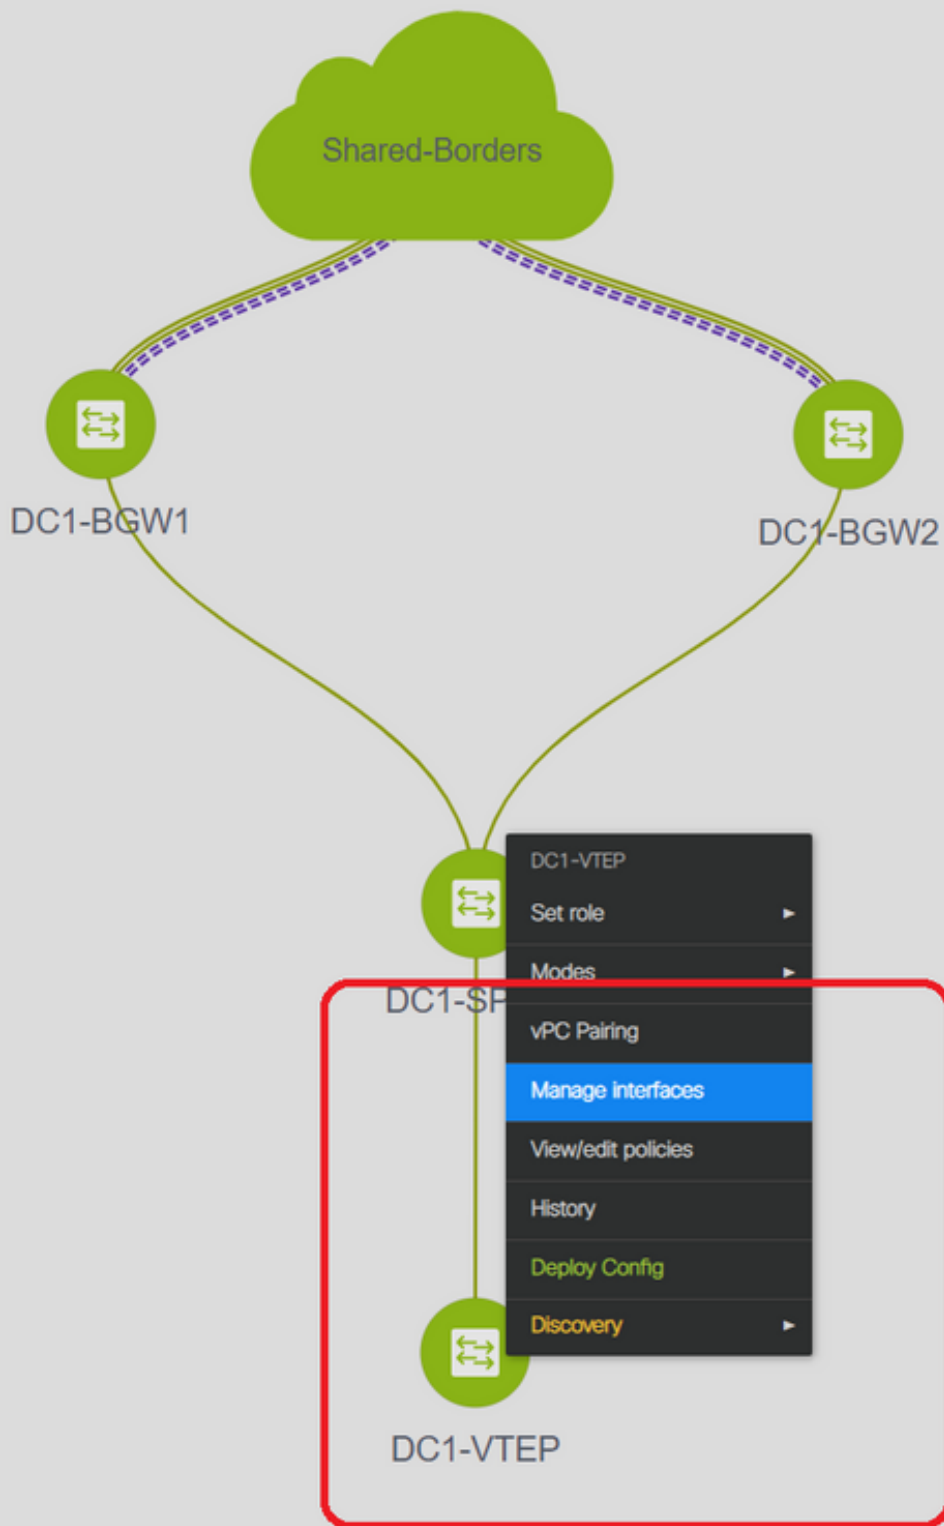 Shared-Borders
DC1-BGW1
DC1-BGW2
DC1-SP
DC1-VTEP
Set role
Modes
vPC Pairing
Manage interfaces
View/edit policies
History
Deploy Config
Discovery
DC1-VTEP